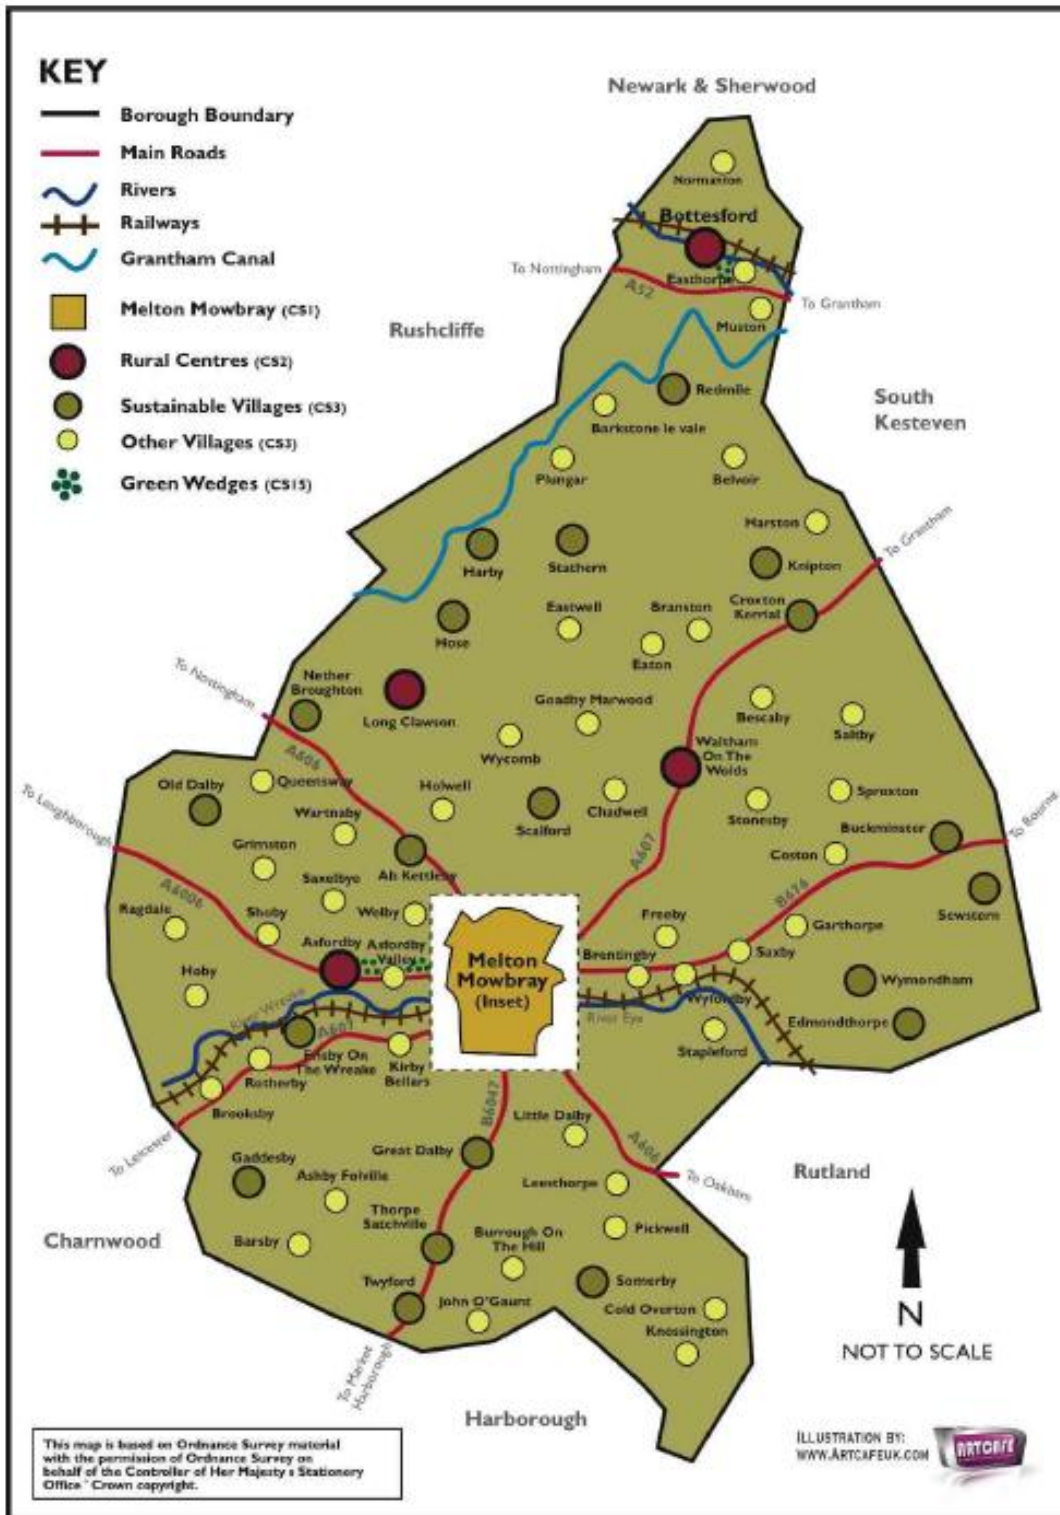 KEY
Borough Boundary
Main Roads
Rivers
Railways
Grantham Canal
Melton Mowbray (CS1)
Rural Centres (CS2)
Sustainable Villages (CS3)
Other Villages (CS3)
Green Wedges (CS15)
Newark & Sherwood
Normanton
Bottesford
To Nottingham
Easthorpe
A52
To Grantham
Muston
Rushcliffe
Redmile
South
Kesteven
Barkstone le vale
Plungar
Belvoir
Harston
To Grantham
Harby
Stathern
Knipton
Eastwell
Branston
Croxton
Kerrial
Hose
Eaton
To Nottingham
Nether
Broughton
Long Clawson
Goadby Marwood
Bescaby
Saltby
A606
Wycomb
Waltham
On The
Wolds
Old Dalby
Queensway
Holwell
To Loughborough
Wartnaby
Scalford
Chadwell
Stonesby
Sproxton
Buckminster
To Bourne
Grimston
Ab Kettleby
A607
Coston
Saxelbye
A6006
B676
Sewstern
Ragdale
Shoby
Welby
Freeby
Garthorpe
Asfordby
Asfordby
Valley
Melton
Mowbray
(Inset)
Brentingby
Saxby
Hoby
Wymondham
River Wreake
Wyfordby
River Eye
Edmondthorpe
A607
Stapleford
Frisby On
The Wreake
Kirby
Bellars
Rotherby
Brooksby
B6047
Little Dalby
To Leicester
Great Dalby
A606
Gaddesby
Ashby Folville
Leesthorpe
To Oakham
Rutland
Thorpe
Satchville
Pickwell
Charnwood
Barsby
Burrough On
The Hill
Twyford
Somerby
John O'Gaunt
Cold Overton
Knossington
N
NOT TO SCALE
To Market
Harborough
Harborough
This map is based on Ordnance Survey material
with the permission of Ordnance Survey on
behalf of the Controller of Her Majesty s Stationery
Office ' Crown copyright.
ILLUSTRATION BY:
WWW.ARTCAFEUK.COM
ARTCAFE